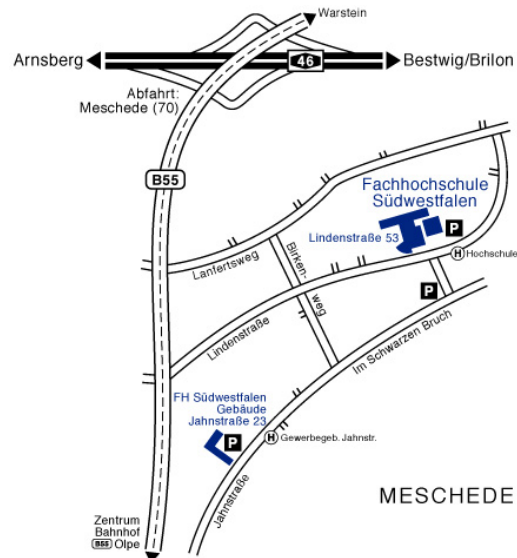 Warstein
Arnsberg
46
Bestwig/Brilon
Abfahrt:
Meschede (70)
B55
Fachhochschule
Südwestfalen
Lindenstraße 53
P
H Hochschule
Lanfertsweg
Birken-
weg
P
Lindenstraße
Im Schwarzen Bruch
FH Südwestfalen
Gebäude
Jahnstraße 23
P
H Gewerbegeb. Jahnstr.
Jahnstraße
MESCHEDE
Zentrum
Bahnhof
B55 Olpe